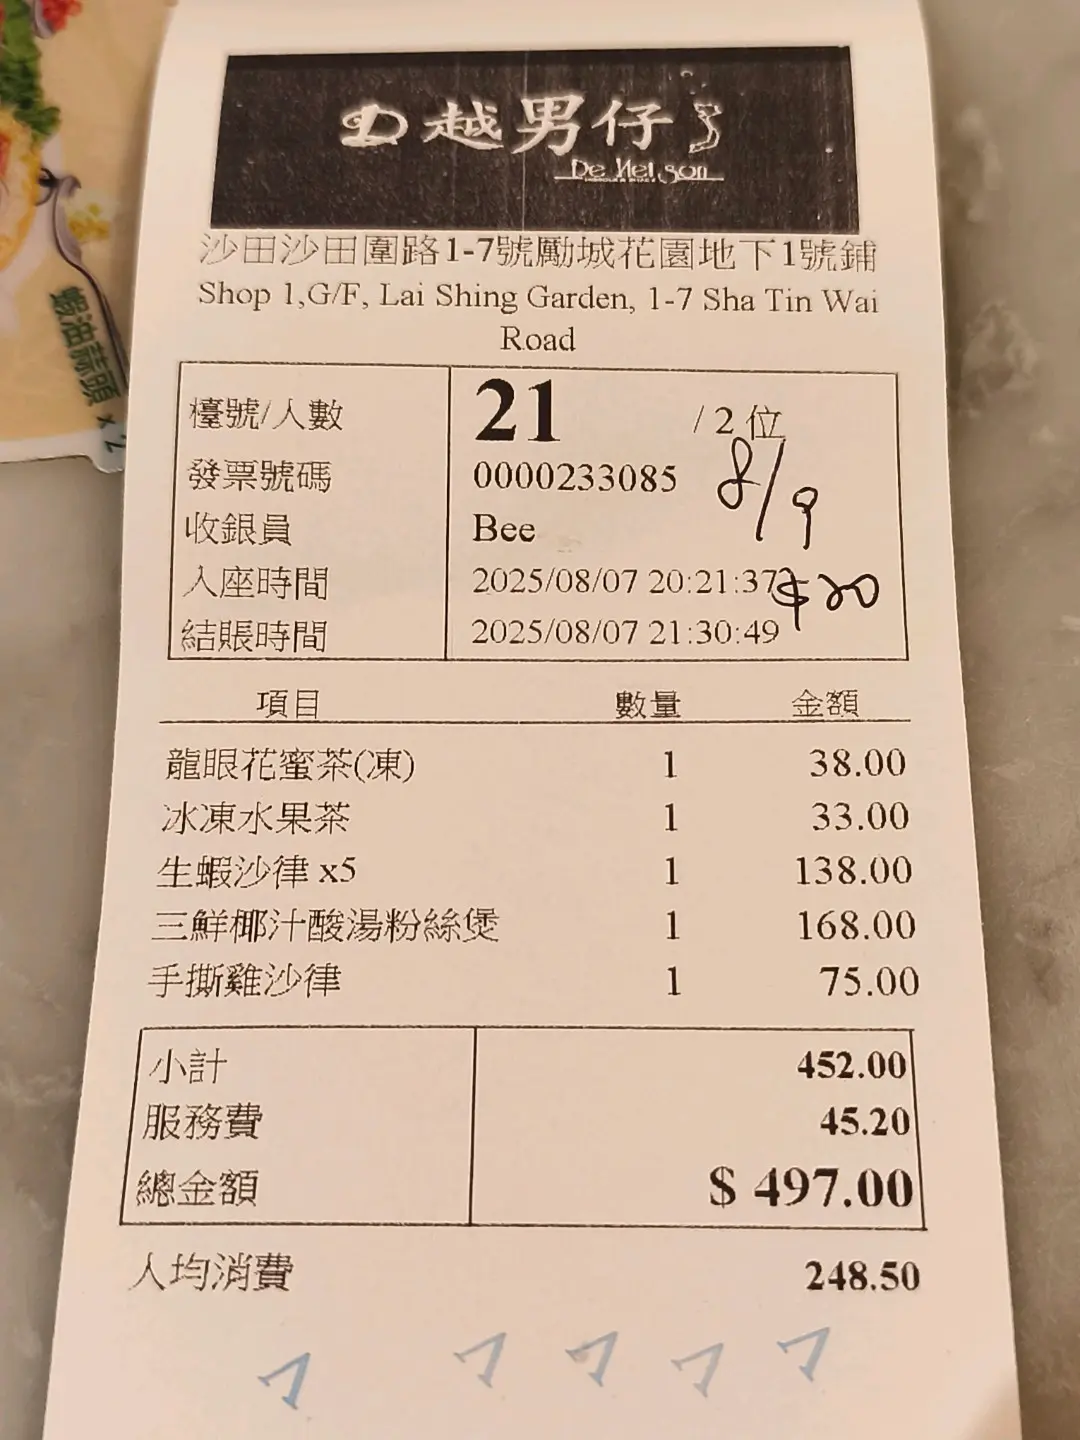 越男仔
De Nei Son
沙田沙田圍路1-7號勵城花園地下1號鋪
Shop 1,G/F, Lai Shing Garden, 1-7 Sha Tin Wai
Road
檯號/人數 21 / 2 位
發票號碼 0000233085
8/9
收銀員 Bee
入座時間 2025/08/07 20:21:37
$20
結賬時間 2025/08/07 21:30:49
項目 數量 金額
龍眼花蜜茶(凍) 1 38.00
冰凍水果茶 1 33.00
生蝦沙律 x5 1 138.00
三鮮椰汁酸湯粉絲煲 1 168.00
手撕雞沙律 1 75.00
小計 452.00
服務費 45.20
總金額 $ 497.00
人均消費 248.50
油蒜頭 x 2